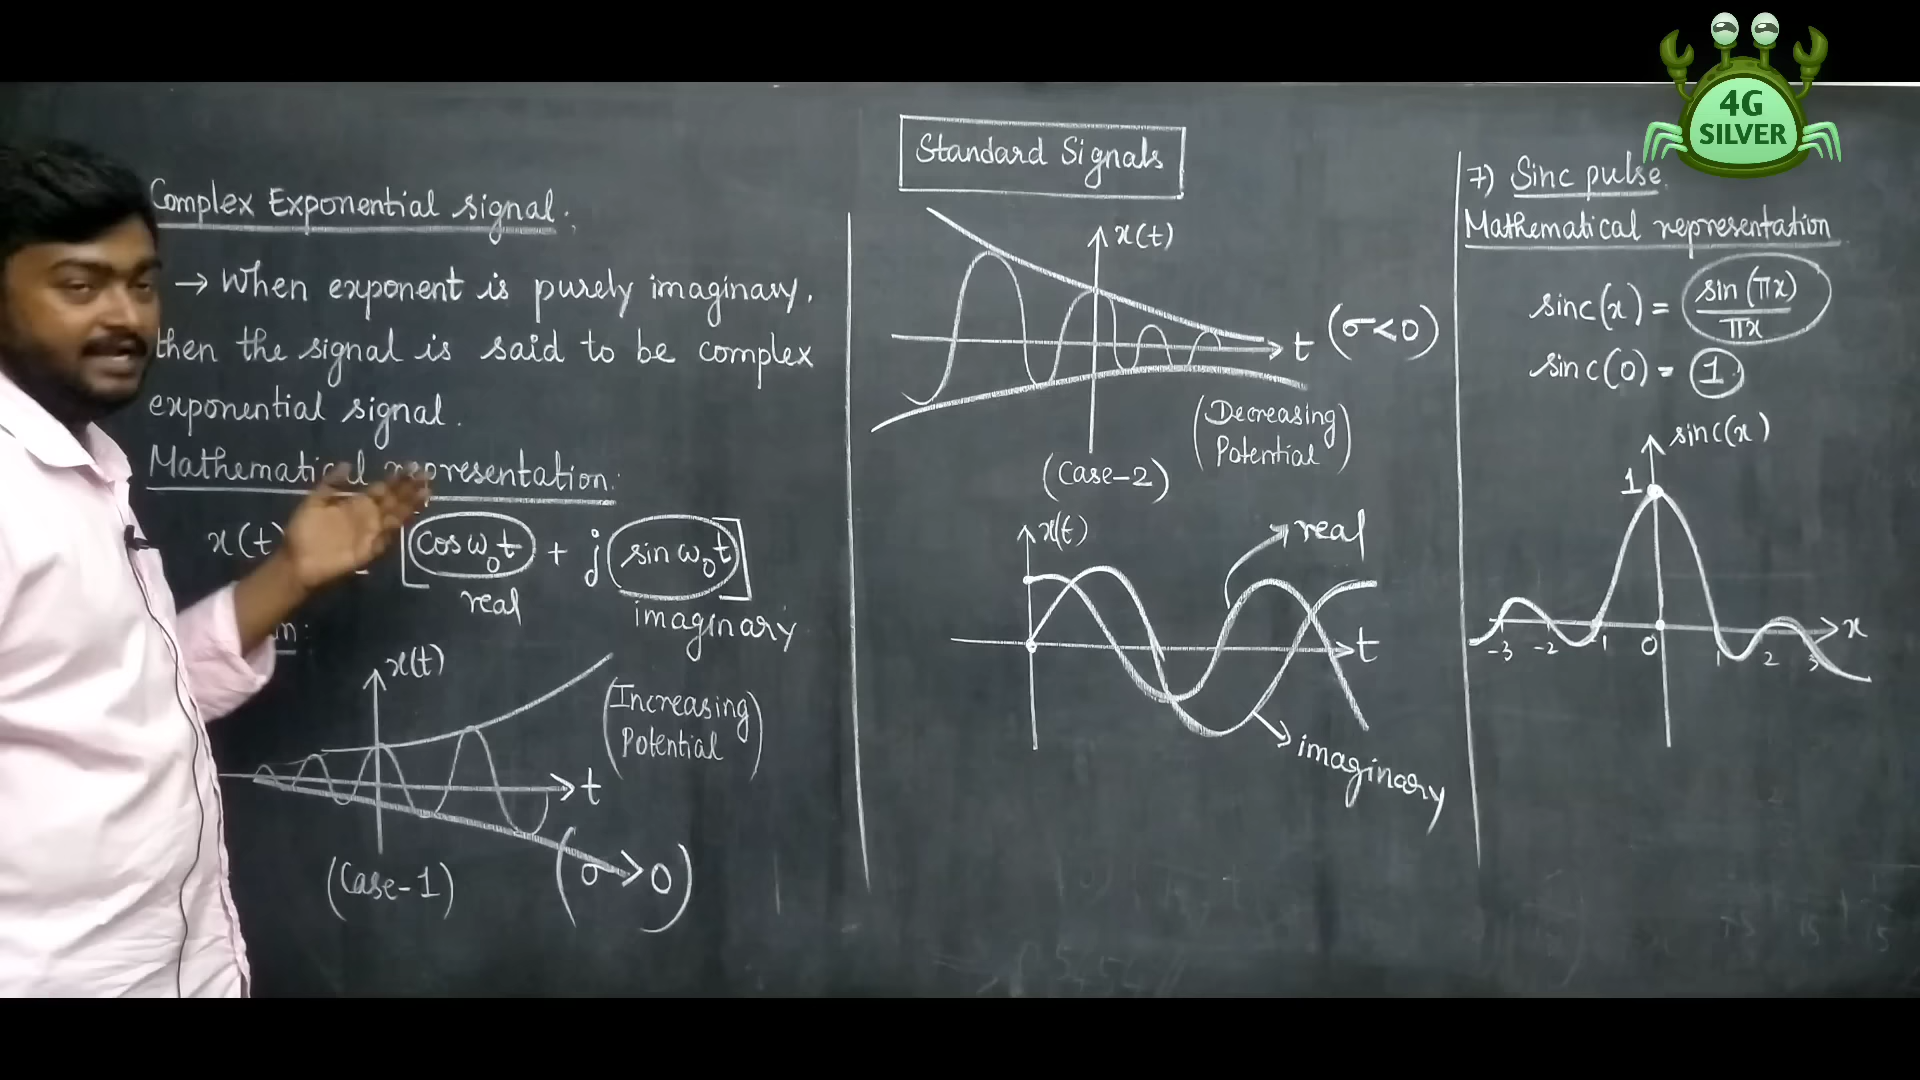 4G
SILVER
Standard Signals
Complex Exponential signal:
→ When exponent is purely imaginary,
then the signal is said to be complex
exponential signal.
Mathematical representation:
x(t) [cos ω₀t + j sin ω₀t]
real
imaginary
x(t)
(Increasing
Potential)
t
(Case-1)
(σ>0)
x(t)
t (σ<0)
(Decreasing
Potential)
(Case-2)
x(t)
real
t
imaginary
7) Sinc pulse
Mathematical representation
sinc(x) = sin(πx)/πx
sinc(0) = 1
sinc(x)
1
x
-3 -2 -1 0 1 2 3